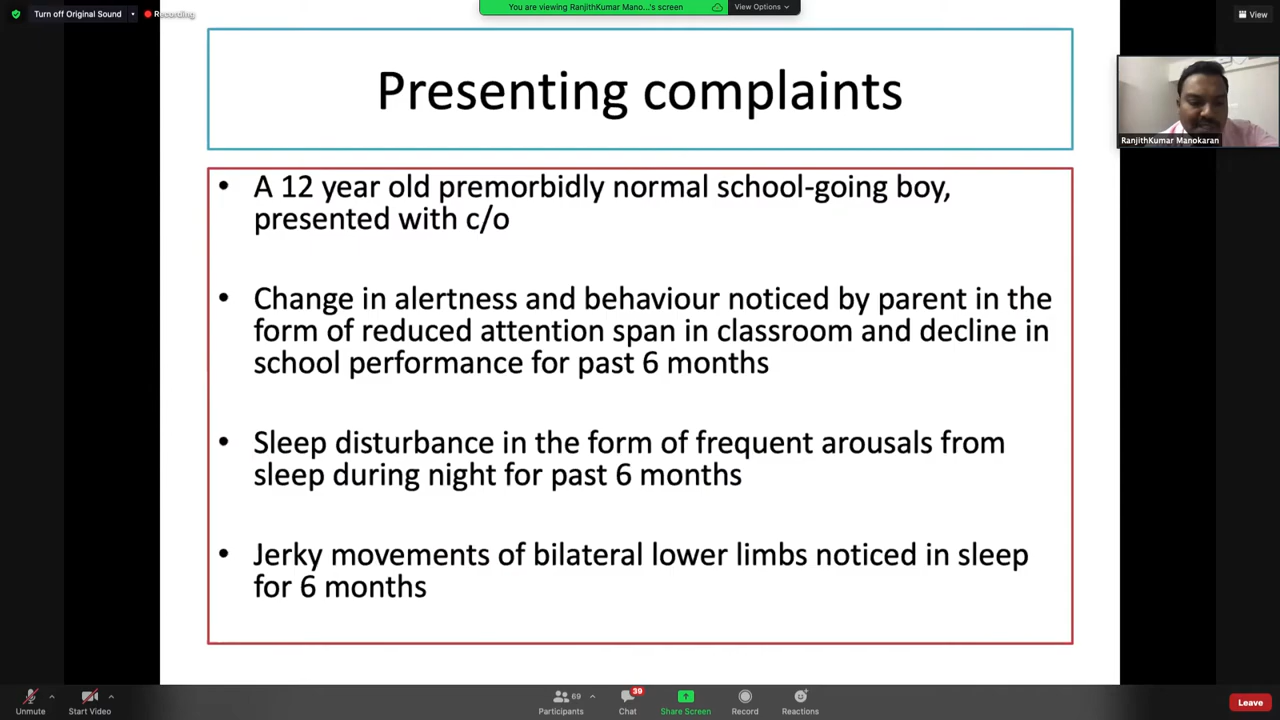 Turn off Original Sound
Recording
You are viewing RanjithKumar Mano...'s screen
View Options
View
Presenting complaints
RanjithKumar Manokaran
• A 12 year old premorbidly normal school-going boy,
presented with c/o
• Change in alertness and behaviour noticed by parent in the
form of reduced attention span in classroom and decline in
school performance for past 6 months
• Sleep disturbance in the form of frequent arousals from
sleep during night for past 6 months
• Jerky movements of bilateral lower limbs noticed in sleep
for 6 months
Unmute
Start Video
69
Participants
39
Chat
Share Screen
Record
Reactions
Leave